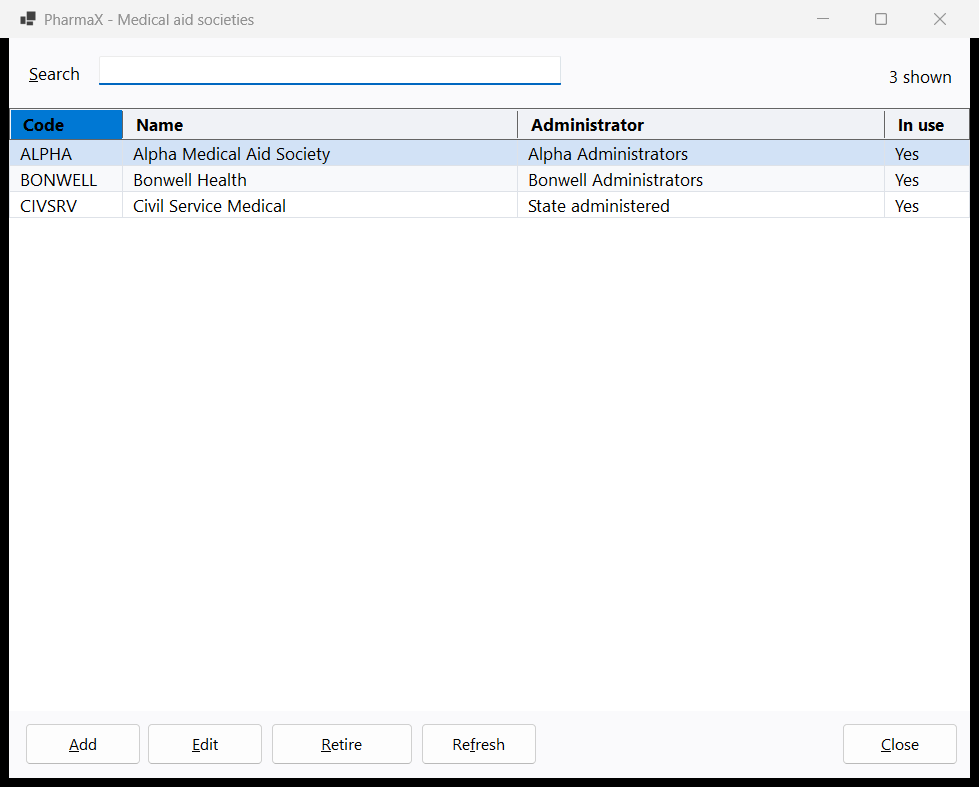 PharmaX - Medical aid societies
Search
3 shown
Code Name Administrator In use
ALPHA Alpha Medical Aid Society Alpha Administrators Yes
BONWELL Bonwell Health Bonwell Administrators Yes
CIVSRV Civil Service Medical State administered Yes
Add Edit Retire Refresh Close